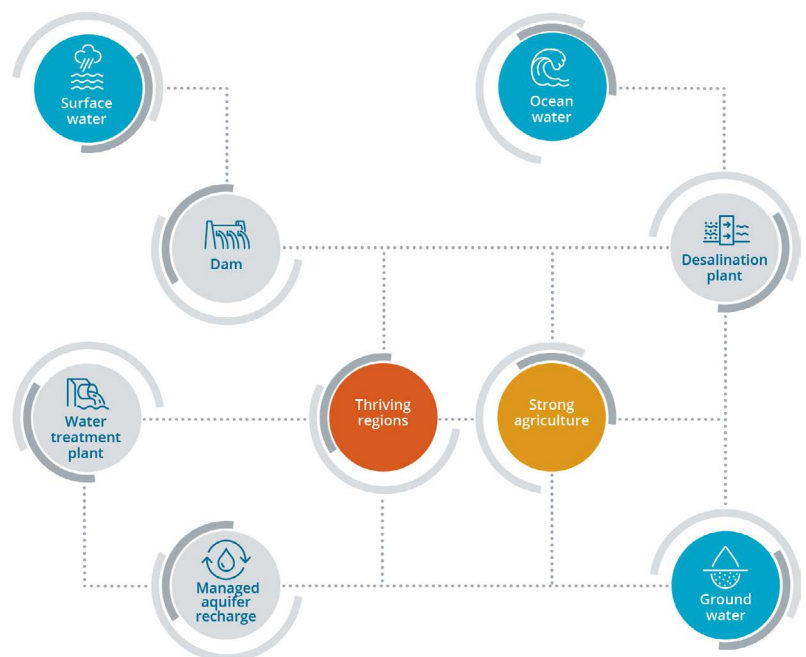 Surface
water
Ocean
water
Dam
Desalination
plant
Water
treatment
plant
Thriving
regions
Strong
agriculture
Managed
aquifer
recharge
Ground
water